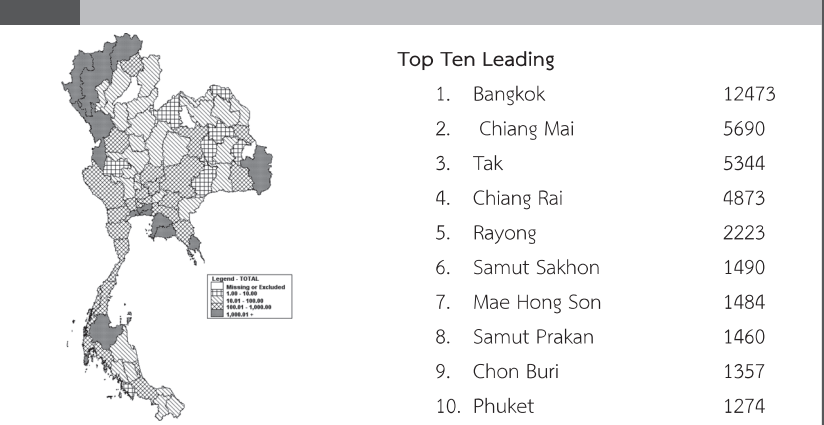 Top Ten Leading
1. Bangkok 12473
2. Chiang Mai 5690
3. Tak 5344
4. Chiang Rai 4873
5. Rayong 2223
6. Samut Sakhon 1490
7. Mae Hong Son 1484
8. Samut Prakan 1460
9. Chon Buri 1357
10. Phuket 1274
Legend - TOTAL
Missing or Excluded
1.00 - 10.00
10.01 - 100.00
100.01 - 1,000.00
1,000.01 +